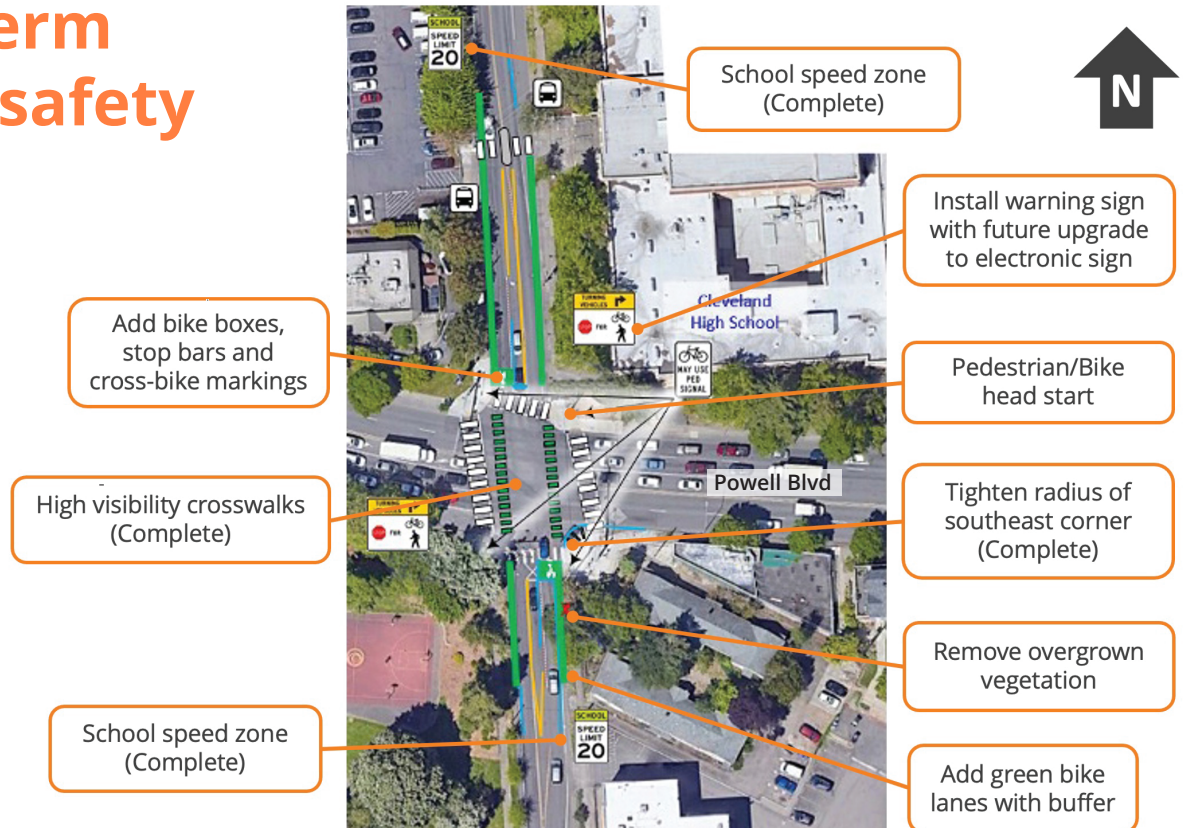 erm
safety
SCHOOL
SPEED
LIMIT
20
School speed zone
(Complete)
N
Install warning sign
with future upgrade
to electronic sign
TURNING
VEHICLES
STOP FOR
Cleveland
High School
Add bike boxes,
stop bars and
cross-bike markings
MAY USE
PED
SIGNAL
Pedestrian/Bike
head start
Powell Blvd
High visibility crosswalks
(Complete)
TURNING
FOR
Tighten radius of
southeast corner
(Complete)
Remove overgrown
vegetation
School speed zone
(Complete)
SCHOOL
SPEED
LIMIT
20
Add green bike
lanes with buffer